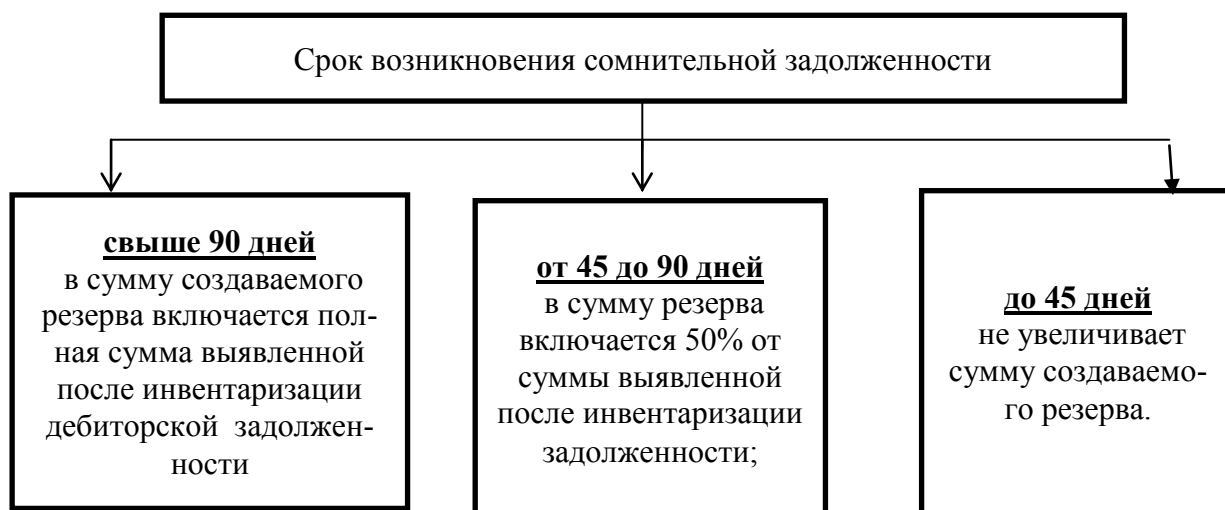 Срок возникновения сомнительной задолженности
свыше 90 дней
в сумму создаваемого
резерва включается пол-
ная сумма выявленной
после инвентаризации
дебиторской задолжен-
ности
от 45 до 90 дней
в сумму резерва
включается 50% от
суммы выявленной
после инвентаризации
задолженности;
до 45 дней
не увеличивает
сумму создаваемо-
го резерва.